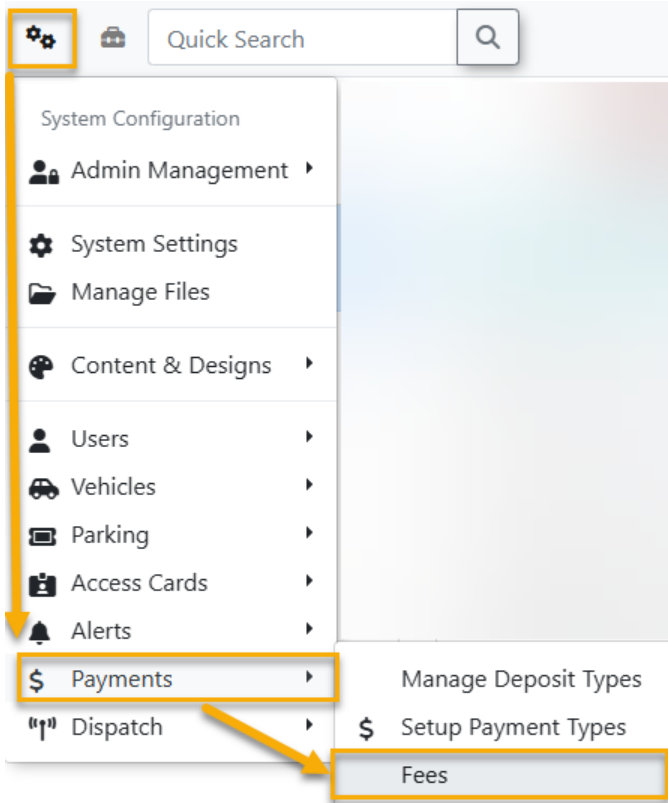 Quick Search
System Configuration
Admin Management
System Settings
Manage Files
Content & Designs
Users
Vehicles
Parking
Access Cards
Alerts
Payments
Dispatch
Manage Deposit Types
$ Setup Payment Types
Fees